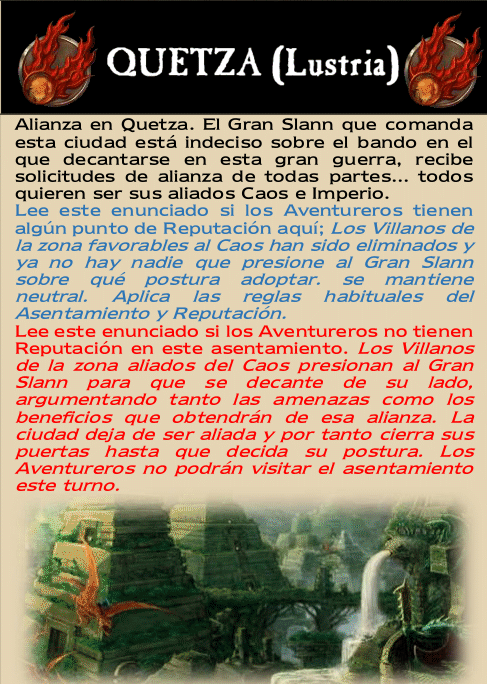 QUETZA (Lustria)
Alianza en Quetza. El Gran Slann que comanda
esta ciudad está indeciso sobre el bando en el
que decantarse en esta gran guerra, recibe
solicitudes de alianza de todas partes... todos
quieren ser sus aliados Caos e Imperio.
Lee este enunciado si los Aventureros tienen
algún punto de Reputación aquí; Los Villanos de
la zona favorables al Caos han sido eliminados y
ya no hay nadie que presione al Gran Slann
sobre qué postura adoptar. se mantiene
neutral. Aplica las reglas habituales del
Asentamiento y Reputación.
Lee este enunciado si los Aventureros no tienen
Reputación en este asentamiento. Los Villanos
de la zona aliados del Caos presionan al Gran
Slann para que se decante de su lado,
argumentando tanto las amenazas como los
beneficios que obtendrán de esa alianza. La
ciudad deja de ser aliada y por tanto cierra sus
puertas hasta que decida su postura. Los
Aventureros no podrán visitar el asentamiento
este turno.